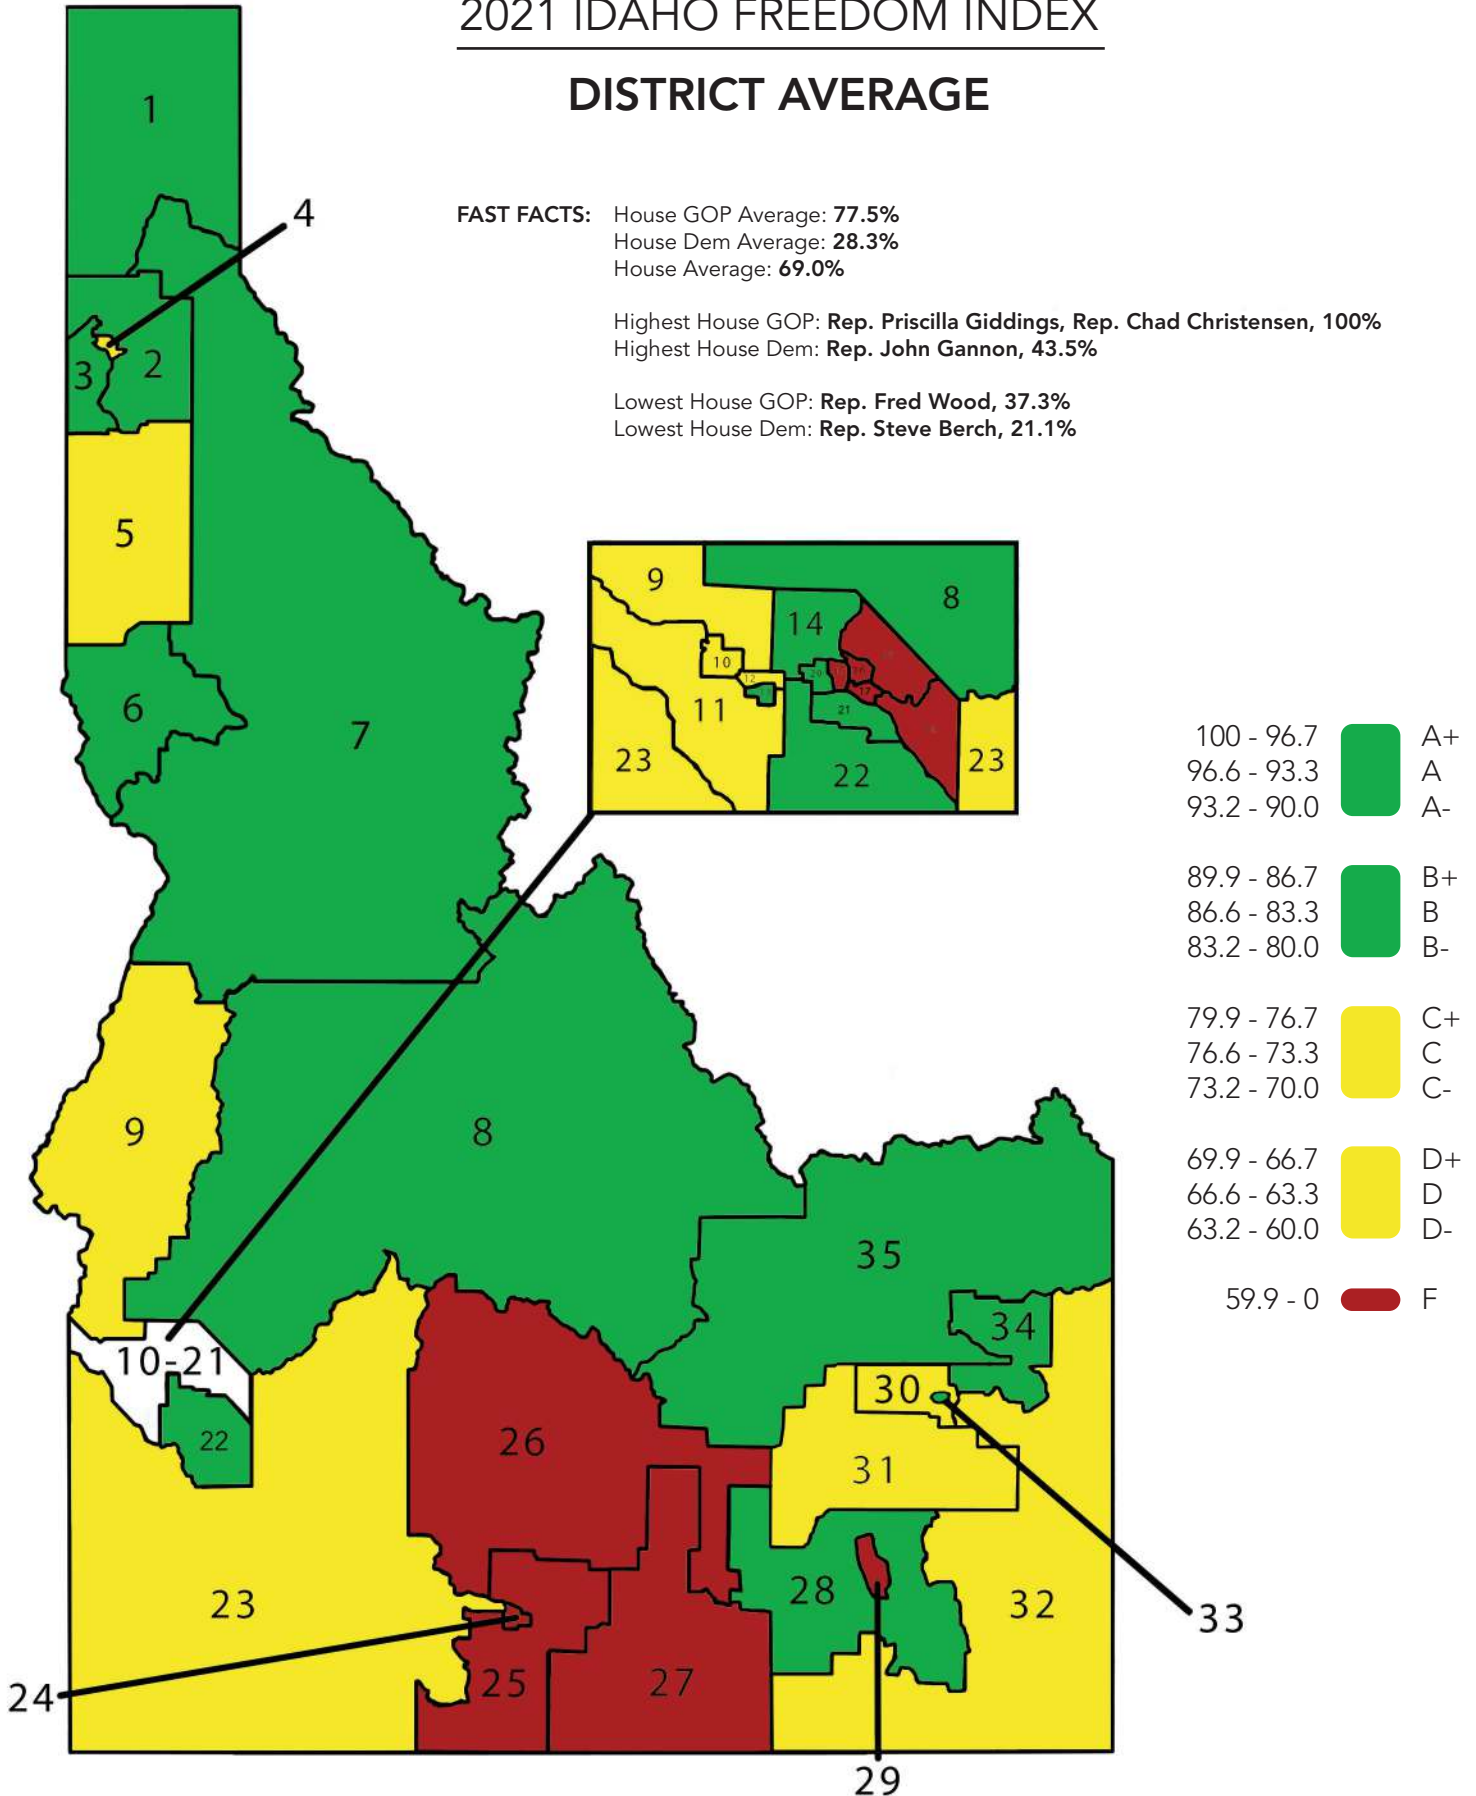 2021 IDAHO FREEDOM INDEX
DISTRICT AVERAGE
FAST FACTS: House GOP Average: 77.5%
House Dem Average: 28.3%
House Average: 69.0%
Highest House GOP: Rep. Priscilla Giddings, Rep. Chad Christensen, 100%
Highest House Dem: Rep. John Gannon, 43.5%
Lowest House GOP: Rep. Fred Wood, 37.3%
Lowest House Dem: Rep. Steve Berch, 21.1%
1
4
3
2
5
6
7
9
8
14
10
12
20
16
17
11
21
23
22
23
100 - 96.7 A+
96.6 - 93.3 A
93.2 - 90.0 A-
89.9 - 86.7 B+
86.6 - 83.3 B
83.2 - 80.0 B-
79.9 - 76.7 C+
76.6 - 73.3 C
73.2 - 70.0 C-
69.9 - 66.7 D+
66.6 - 63.3 D
63.2 - 60.0 D-
59.9 - 0 F
9
8
35
34
10-21
30
22
26
31
23
28
32
33
24
25
27
29